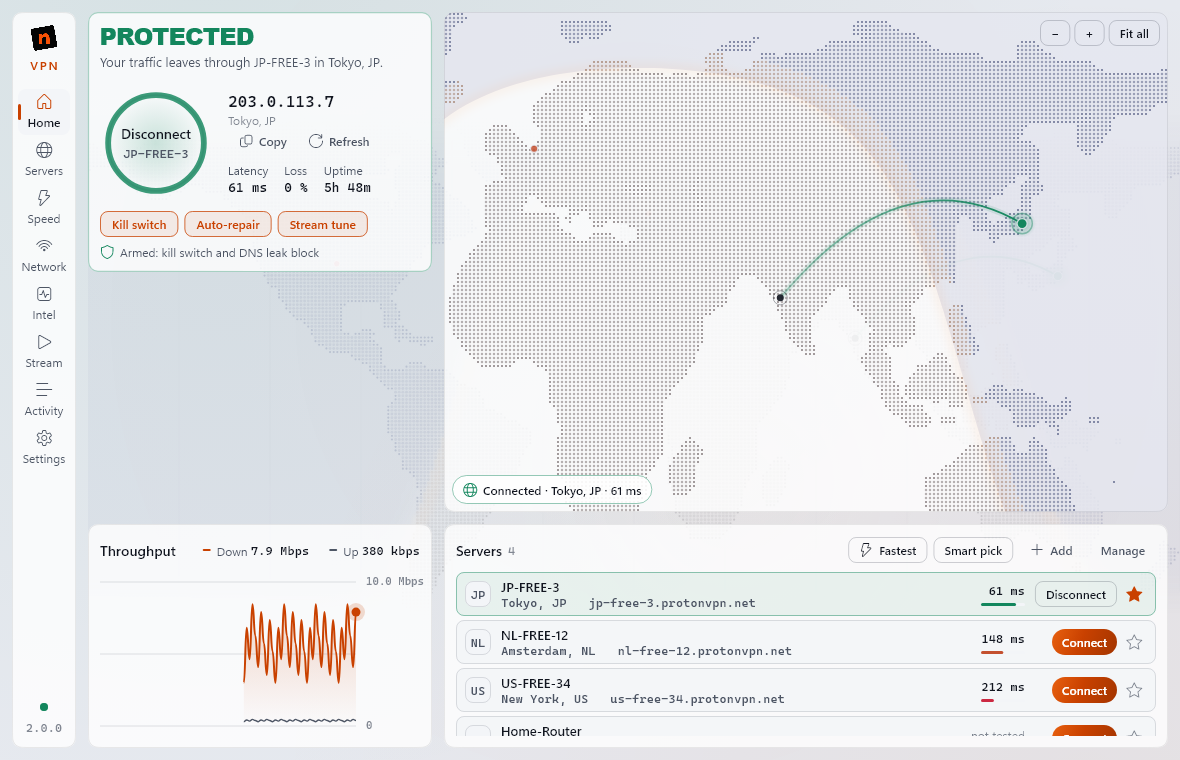 n
VPN
Home
Servers
Speed
Network
Intel
Stream
Activity
Settings
2.0.0
PROTECTED
Your traffic leaves through JP-FREE-3 in Tokyo, JP.
Disconnect
JP-FREE-3
203.0.113.7
Tokyo, JP
Copy Refresh
Latency Loss Uptime
61 ms 0 % 5h 48m
Kill switch Auto-repair Stream tune
Armed: kill switch and DNS leak block
− + Fit all
Connected · Tokyo, JP · 61 ms
Throughput Down 7.9 Mbps Up 380 kbps
10.0 Mbps
0
Servers 4 Fastest Smart pick Add Manage
JP JP-FREE-3 61 ms Disconnect
Tokyo, JP jp-free-3.protonvpn.net
NL NL-FREE-12 148 ms Connect
Amsterdam, NL nl-free-12.protonvpn.net
US US-FREE-34 212 ms Connect
New York, US us-free-34.protonvpn.net
Home-Router not tested Connect